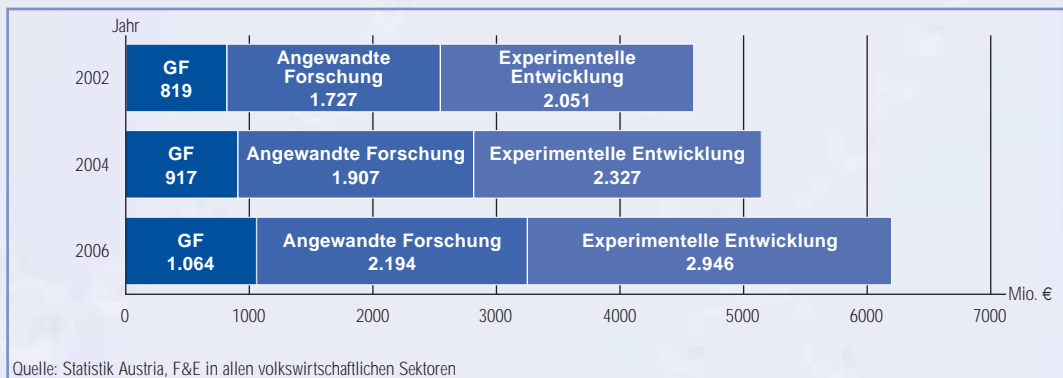 Jahr
2002
GF
819
Angewandte
Forschung
1.727
Experimentelle
Entwicklung
2.051
2004
GF
917
Angewandte Forschung
1.907
Experimentelle Entwicklung
2.327
2006
GF
1.064
Angewandte Forschung
2.194
Experimentelle Entwicklung
2.946
Mio. €
0 1000 2000 3000 4000 5000 6000 7000
Quelle: Statistik Austria, F&E in allen volkswirtschaftlichen Sektoren